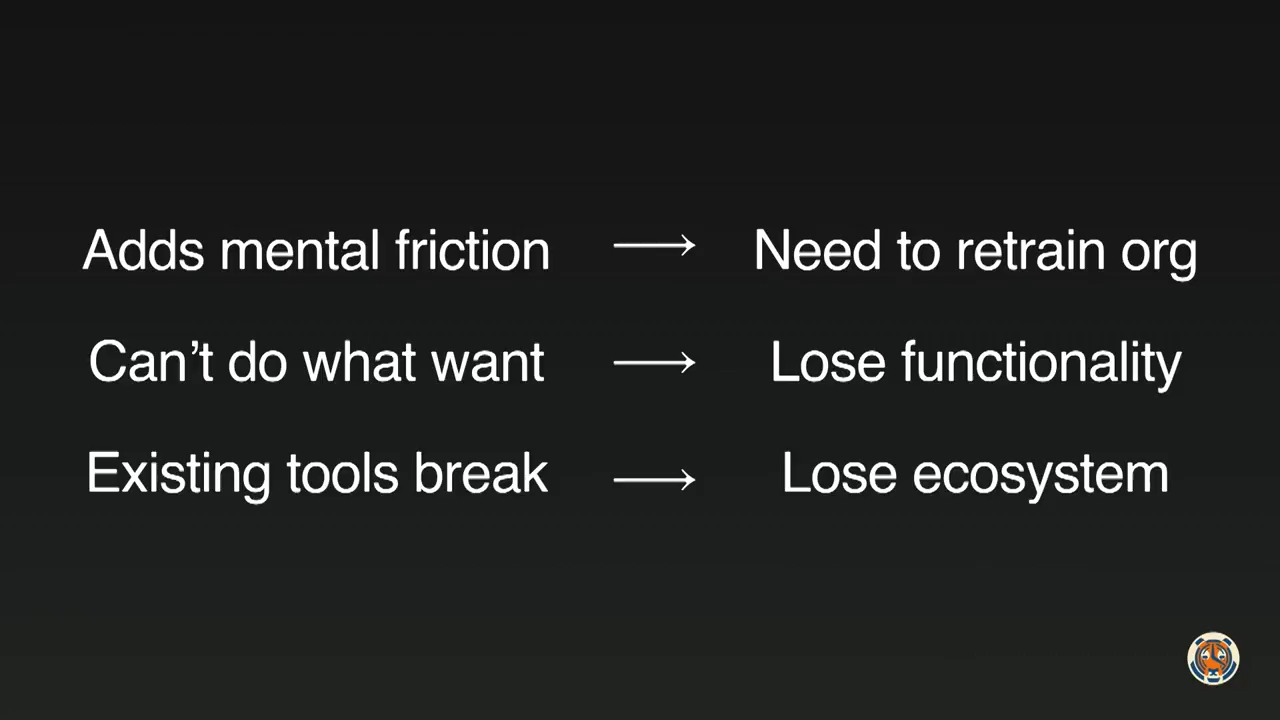 Adds mental friction ⟶ Need to retrain org
Can’t do what want ⟶ Lose functionality
Existing tools break ⟶ Lose ecosystem